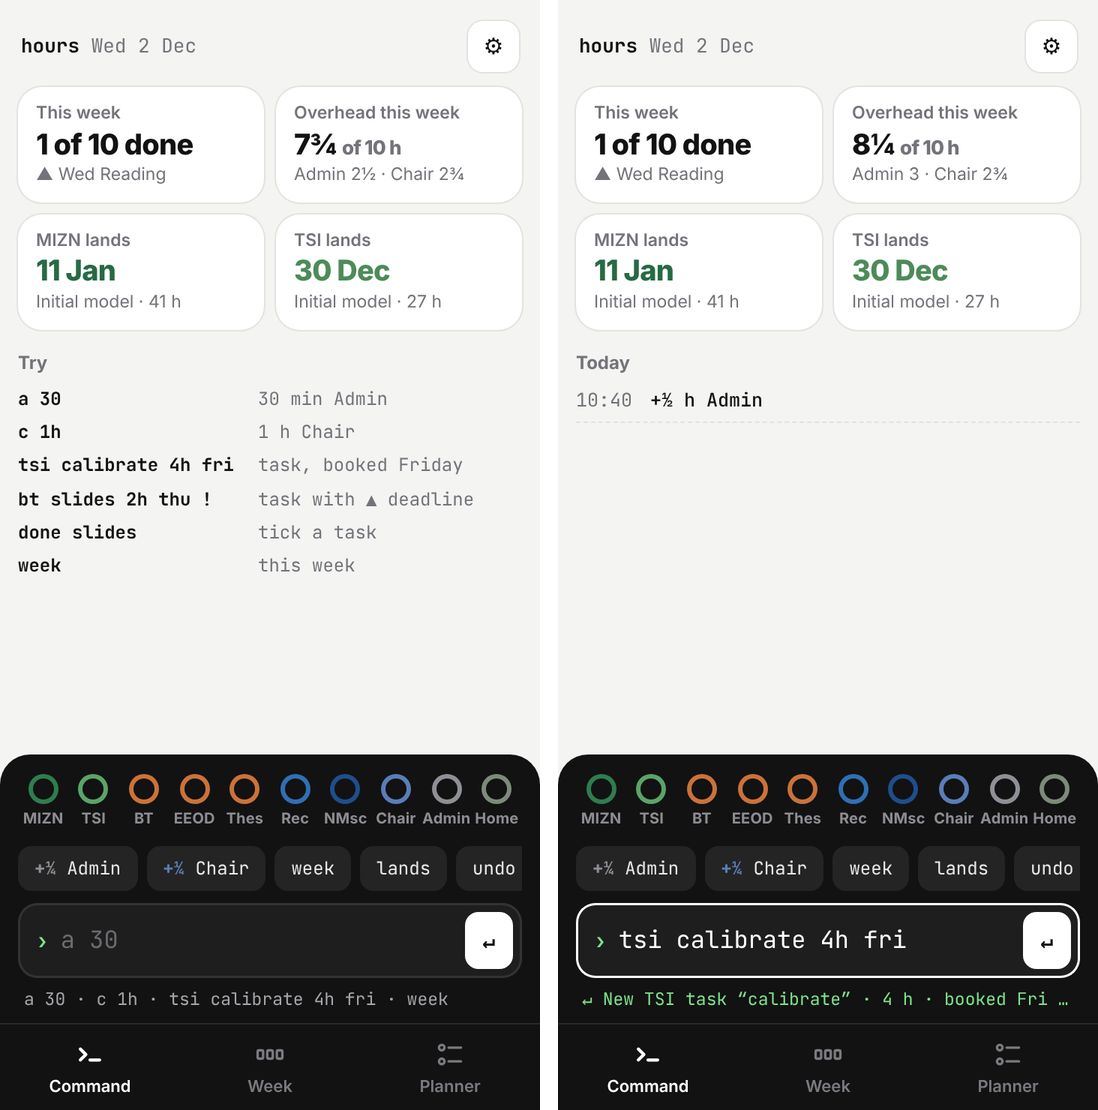 hours Wed 2 Dec
⚙
This week
1 of 10 done
▲ Wed Reading
Overhead this week
7¾ of 10 h
Admin 2½ · Chair 2¾
MIZN lands
11 Jan
Initial model · 41 h
TSI lands
30 Dec
Initial model · 27 h
Try
a 30 30 min Admin
c 1h 1 h Chair
tsi calibrate 4h fri task, booked Friday
bt slides 2h thu ! task with ▲ deadline
done slides tick a task
week this week
MIZN TSI BT EEOD Thes Rec NMsc Chair Admin Home
+¼ Admin +¼ Chair week lands undo
› a 30 ↵
a 30 · c 1h · tsi calibrate 4h fri · week
Command Week Planner
hours Wed 2 Dec
⚙
This week
1 of 10 done
▲ Wed Reading
Overhead this week
8¼ of 10 h
Admin 3 · Chair 2¾
MIZN lands
11 Jan
Initial model · 41 h
TSI lands
30 Dec
Initial model · 27 h
Today
10:40 +½ h Admin
MIZN TSI BT EEOD Thes Rec NMsc Chair Admin Home
+¼ Admin +¼ Chair week lands undo
› tsi calibrate 4h fri ↵
↵ New TSI task “calibrate” · 4 h · booked Fri …
Command Week Planner